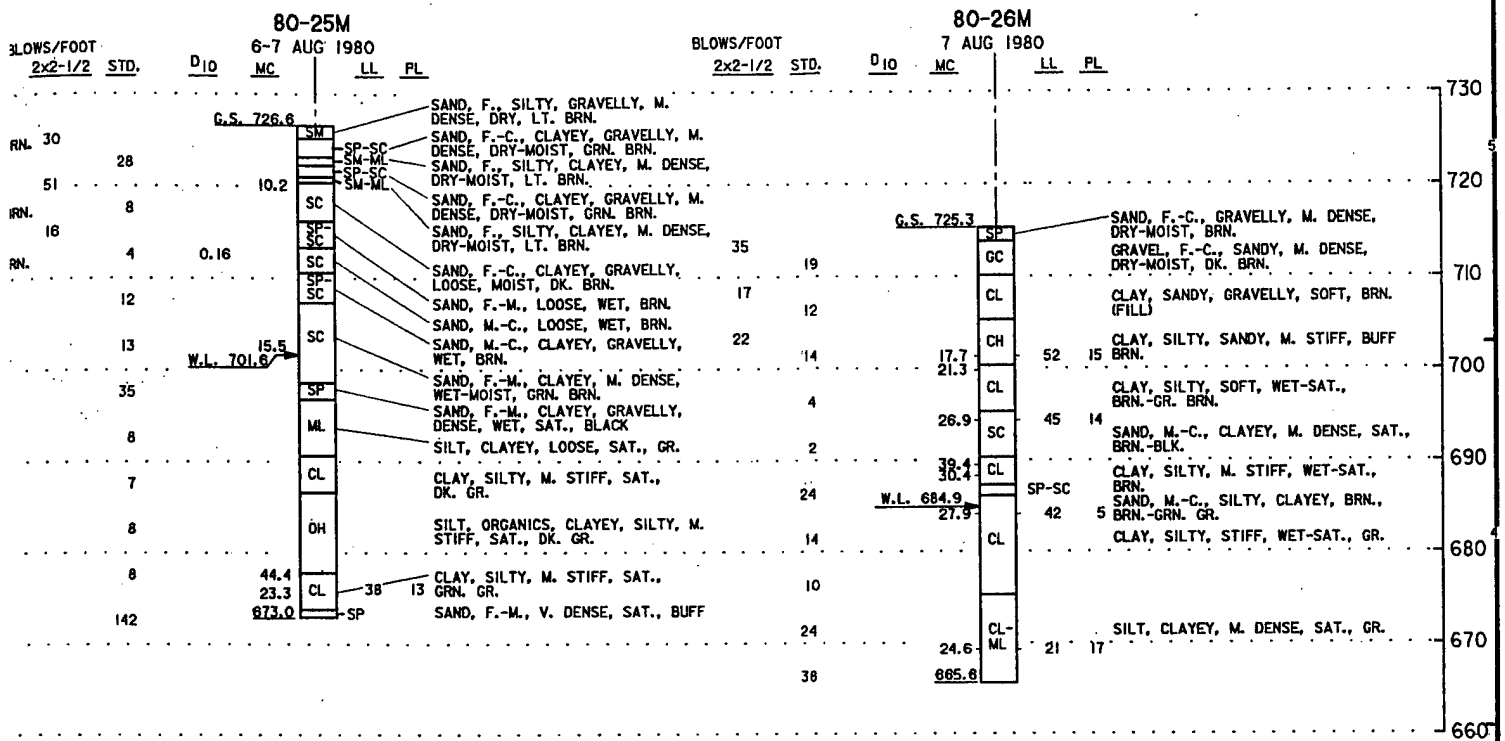 80-25M
6-7 AUG 1980
BLOWS/FOOT
2x2-1/2 STD. D10 MC LL PL
G.S. 726.6
RN. 30
28
51 10.2
RN. 8
16
RN. 4 0.16
12
13 15.5
W.L. 701.6
35
8
7
8
8 44.4
23.3 38 13
142 673.0
SM
SP-SC
SM-ML
SP-SC
SM-ML
SC
SP-SC
SC
SP-SC
SC
SP
ML
CL
OH
CL
SP
SAND, F., SILTY, GRAVELLY, M.
DENSE, DRY, LT. BRN.
SAND, F.-C., CLAYEY, GRAVELLY, M.
DENSE, DRY-MOIST, GRN. BRN.
SAND, F., SILTY, CLAYEY, M. DENSE,
DRY-MOIST, LT. BRN.
SAND, F.-C., CLAYEY, GRAVELLY, M.
DENSE, DRY-MOIST, GRN. BRN.
SAND, F., SILTY, CLAYEY, M. DENSE,
DRY-MOIST, LT. BRN.
SAND, F.-C., CLAYEY, GRAVELLY,
LOOSE, MOIST, DK. BRN.
SAND, F.-M., LOOSE, WET, BRN.
SAND, M.-C., LOOSE, WET, BRN.
SAND, M.-C., CLAYEY, GRAVELLY,
WET, BRN.
SAND, F.-M., CLAYEY, M. DENSE,
WET-MOIST, GRN. BRN.
SAND, F.-M., CLAYEY, GRAVELLY,
DENSE, WET, SAT., BLACK
SILT, CLAYEY, LOOSE, SAT., GR.
CLAY, SILTY, M. STIFF, SAT.,
DK. GR.
SILT, ORGANICS, CLAYEY, SILTY, M.
STIFF, SAT., DK. GR.
CLAY, SILTY, M. STIFF, SAT.,
GRN. GR.
SAND, F.-M., V. DENSE, SAT., BUFF
80-26M
7 AUG 1980
BLOWS/FOOT
2x2-1/2 STD. D10 MC LL PL
G.S. 725.3
35
19
17
12
22
14 17.7 52 15
21.3
4
26.9 45 14
2
30.4
24
W.L. 684.9
27.9 42 5
14
10
24
24.6 21 17
38 665.6
SP
GC
CL
CH
CL
SC
CL
SP-SC
CL
CL-ML
SAND, F.-C., GRAVELLY, M. DENSE,
DRY-MOIST, BRN.
GRAVEL, F.-C., SANDY, M. DENSE,
DRY-MOIST, DK. BRN.
CLAY, SANDY, GRAVELLY, SOFT, BRN.
(FILL)
CLAY, SILTY, SANDY, M. STIFF, BUFF
BRN.
CLAY, SILTY, SOFT, WET-SAT.,
BRN.-GR. BRN.
SAND, M.-C., CLAYEY, M. DENSE, SAT.,
BRN.-BLK.
CLAY, SILTY, M. STIFF, WET-SAT.,
BRN.
SAND, M.-C., SILTY, CLAYEY, BRN.,
BRN.-GRN. GR.
CLAY, SILTY, STIFF, WET-SAT., GR.
SILT, CLAYEY, M. DENSE, SAT., GR.
730
720
710
700
690
680
670
660